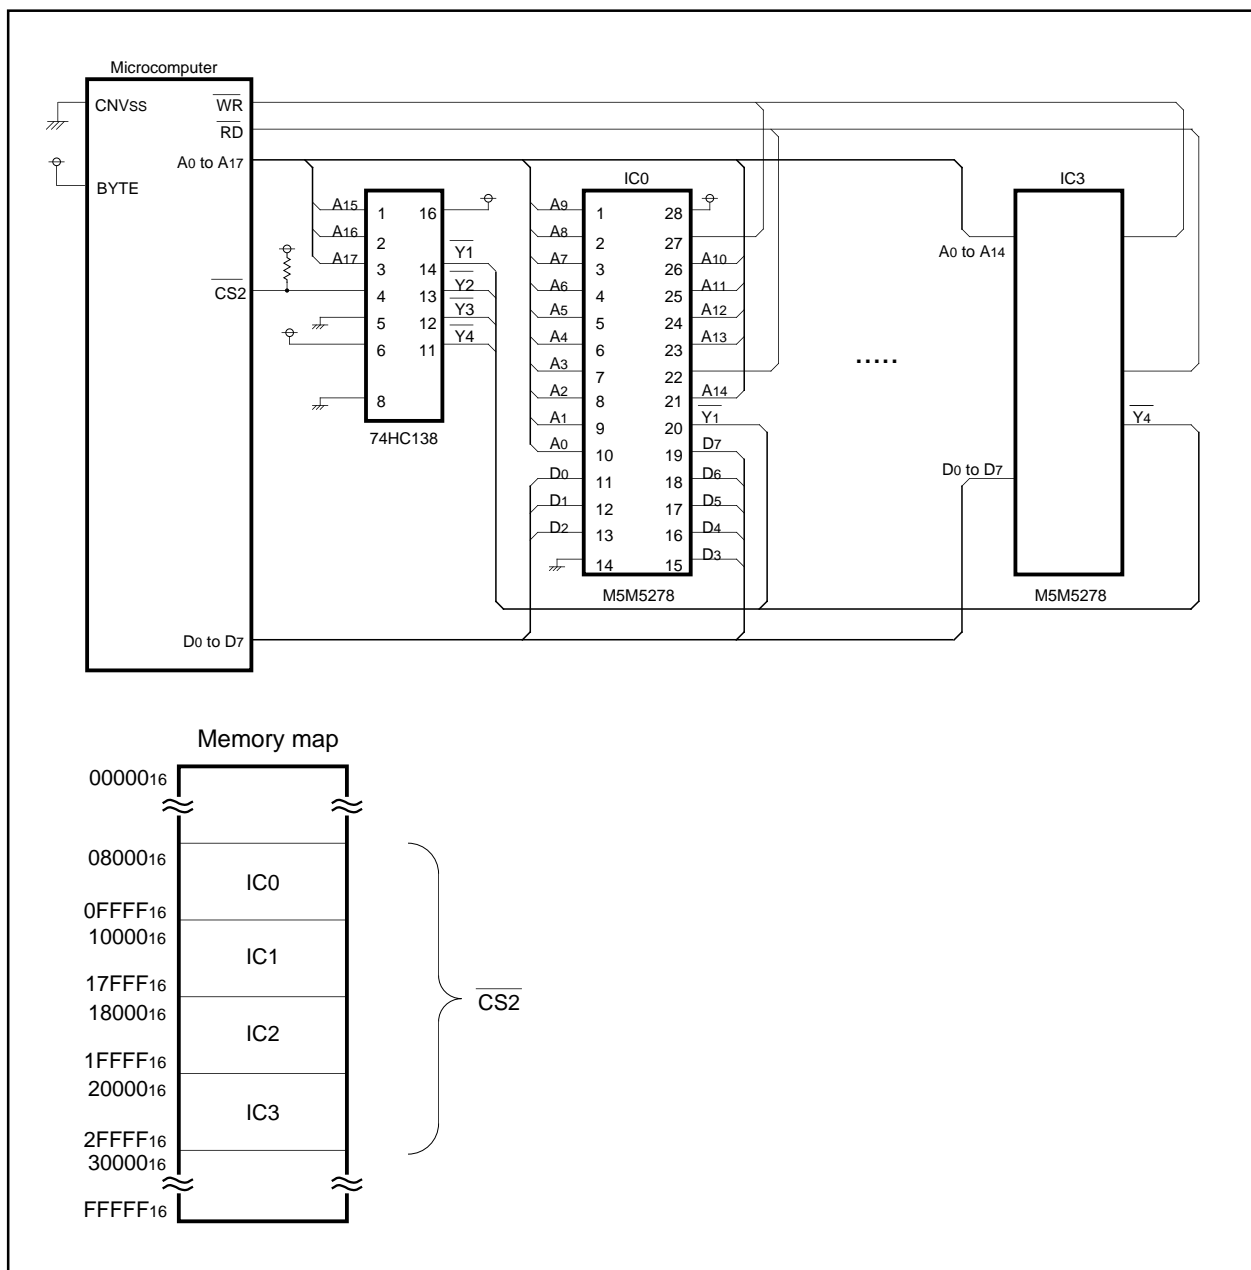 Microcomputer
CNVss
BYTE
WR
RD
A0 to A17
CS2
D0 to D7
A15
A16
A17
1
2
3
4
5
6
8
16
14
13
12
11
Y1
Y2
Y3
Y4
74HC138
IC0
A9
A8
A7
A6
A5
A4
A3
A2
A1
A0
D0
D1
D2
1
2
3
4
5
6
7
8
9
10
11
12
13
14
28
27
26
25
24
23
22
21
20
19
18
17
16
15
A10
A11
A12
A13
A14
Y1
D7
D6
D5
D4
D3
M5M5278
.....
IC3
A0 to A14
D0 to D7
Y4
M5M5278
Memory map
0000016
0800016
IC0
0FFFF16
1000016
IC1
17FFF16
1800016
IC2
1FFFF16
2000016
IC3
2FFFF16
3000016
FFFFF16
CS2